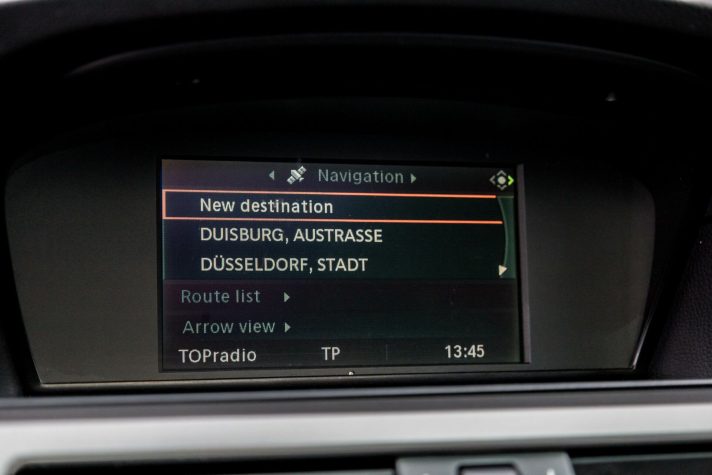 Navigation
New destination
DUISBURG, AUSTRASSE
DÜSSELDORF, STADT
Route list
Arrow view
TOPradio TP 13:45